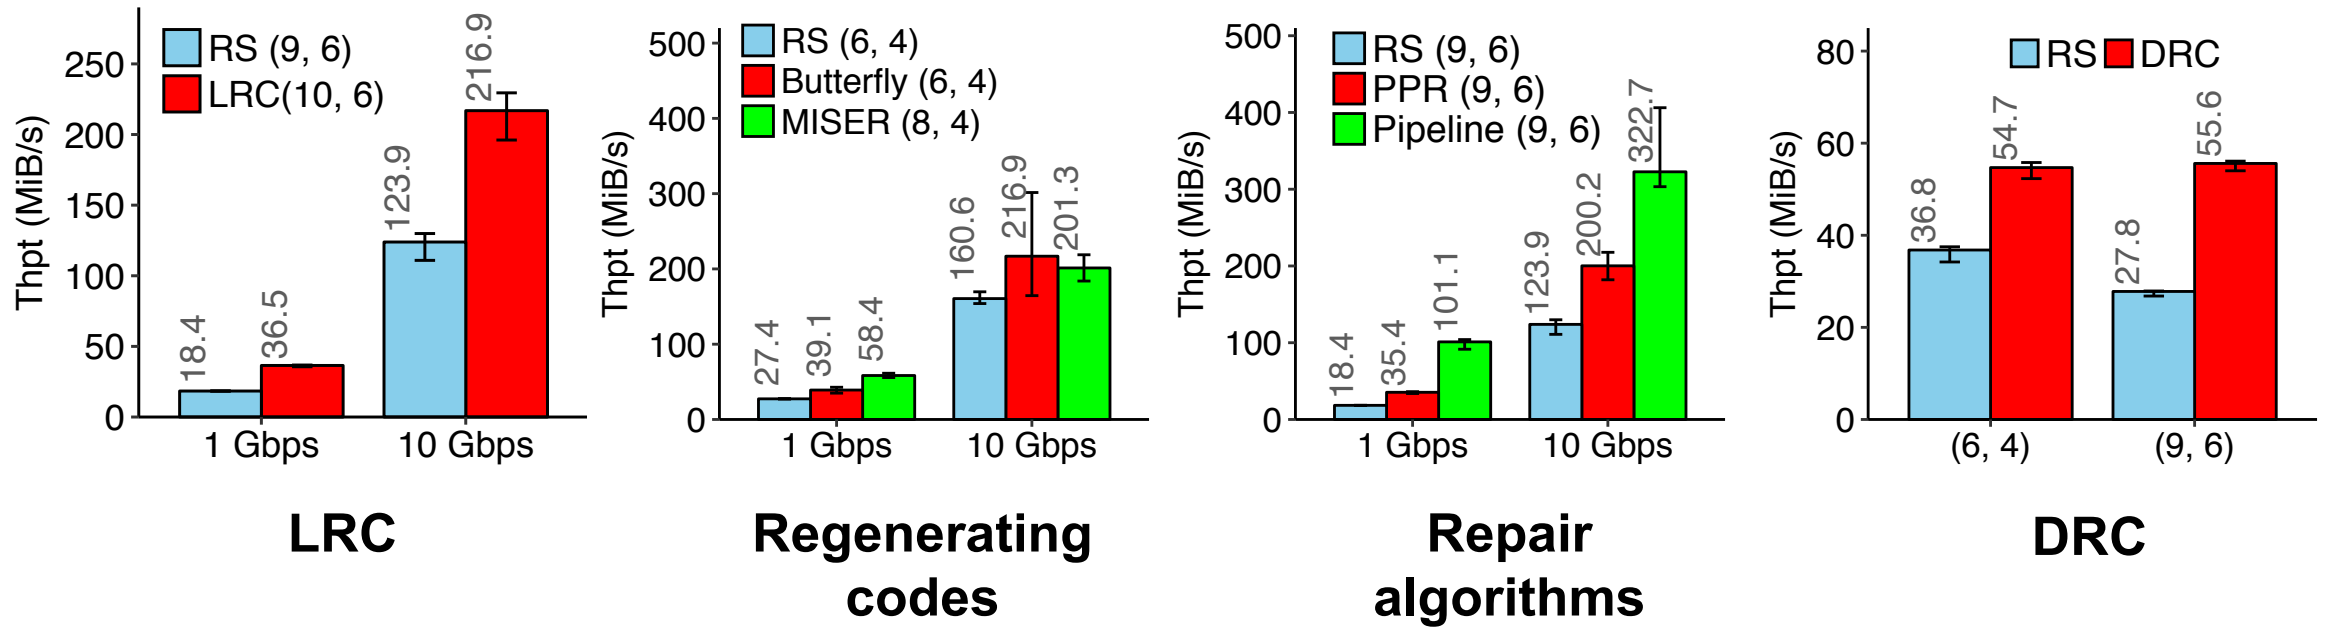 Thpt (MiB/s)
250
200
150
100
50
0
RS (9, 6)
LRC(10, 6)
18.4
36.5
123.9
216.9
1 Gbps
10 Gbps
LRC
Thpt (MiB/s)
500
400
300
200
100
0
RS (6, 4)
Butterfly (6, 4)
MISER (8, 4)
27.4
39.1
58.4
160.6
216.9
201.3
1 Gbps
10 Gbps
Regenerating
codes
Thpt (MiB/s)
500
400
300
200
100
0
RS (9, 6)
PPR (9, 6)
Pipeline (9, 6)
18.4
35.4
101.1
123.9
200.2
322.7
1 Gbps
10 Gbps
Repair
algorithms
Thpt (MiB/s)
80
60
40
20
0
RS
DRC
36.8
54.7
27.8
55.6
(6, 4)
(9, 6)
DRC